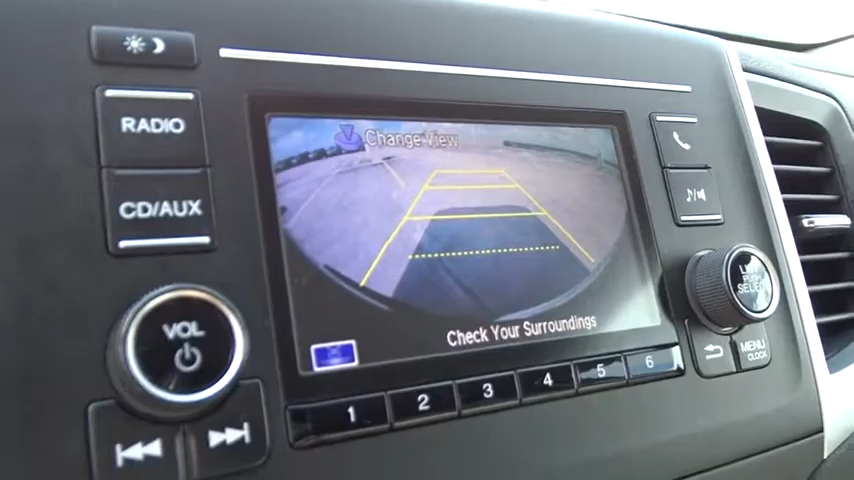 RADIO
CD/AUX
VOL
Change View
Check Your Surroundings
1 2 3 4 5 6
LIST
PUSH
SELECT
MENU
CLOCK